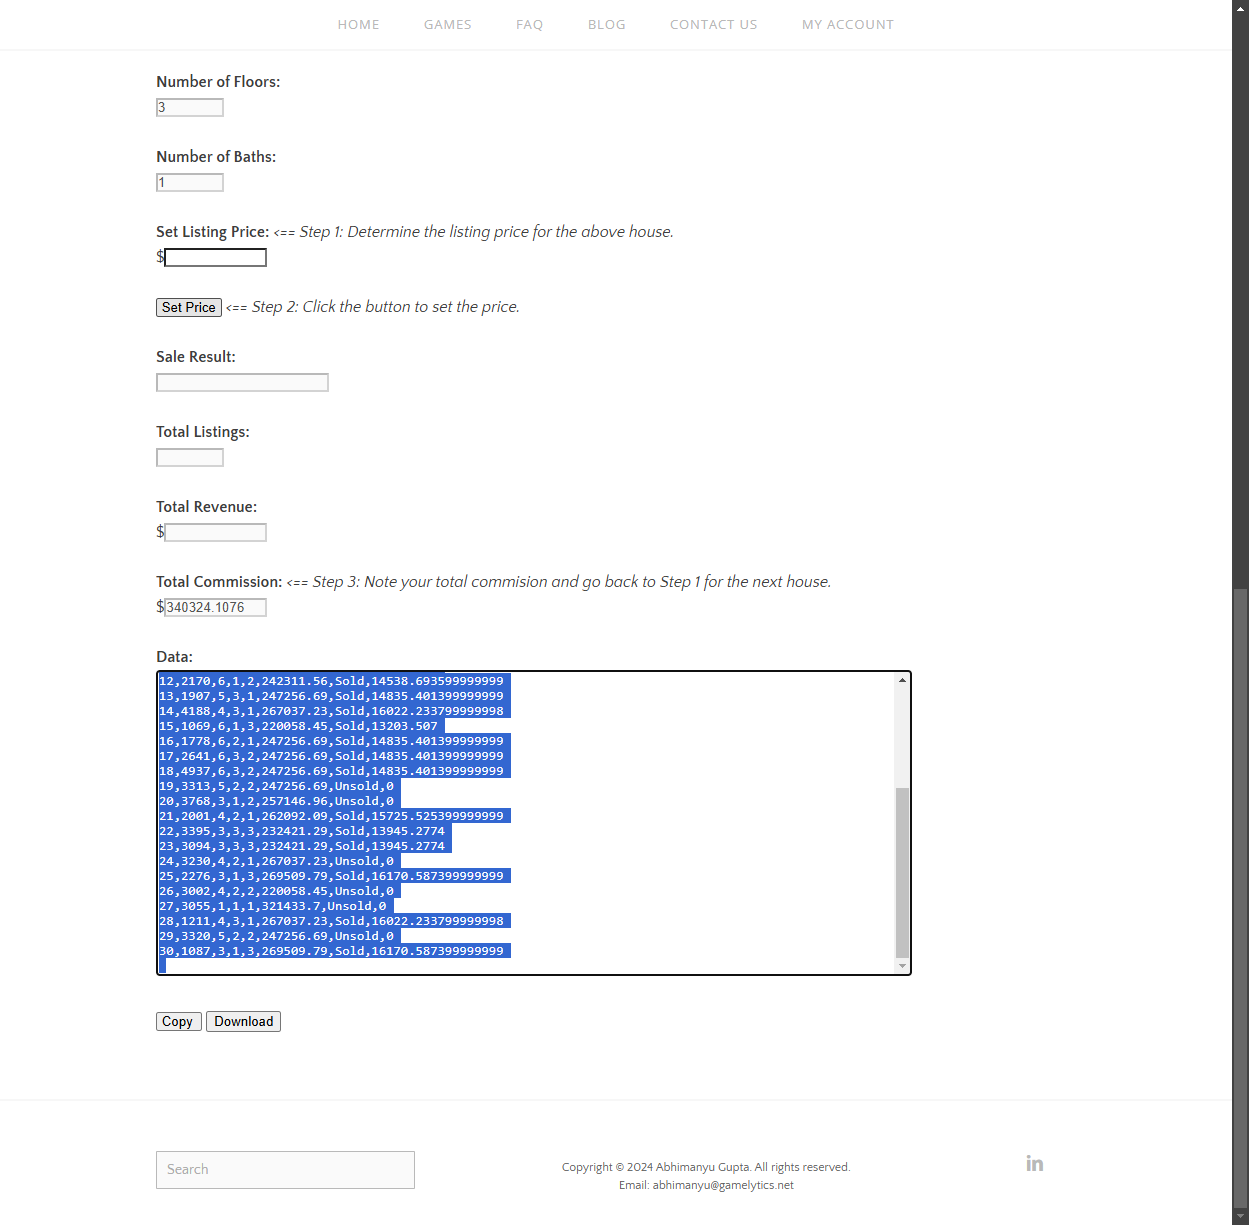 HOME GAMES FAQ BLOG CONTACT US MY ACCOUNT
Number of Floors:
3
Number of Baths:
1
Set Listing Price: <== Step 1: Determine the listing price for the above house.
$
Set Price <== Step 2: Click the button to set the price.
Sale Result:
Total Listings:
Total Revenue:
$
Total Commission: <== Step 3: Note your total commision and go back to Step 1 for the next house.
$340324.1076
Data:
12,2170,6,1,2,242311.56,Sold,14538.693599999999
13,1907,5,3,1,247256.69,Sold,14835.401399999999
14,4188,4,3,1,267037.23,Sold,16022.233799999998
15,1069,6,1,3,220058.45,Sold,13203.507
16,1778,6,2,1,247256.69,Sold,14835.401399999999
17,2641,6,3,2,247256.69,Sold,14835.401399999999
18,4937,6,3,2,247256.69,Sold,14835.401399999999
19,3313,5,2,2,247256.69,Unsold,0
20,3768,3,1,2,257146.96,Unsold,0
21,2001,4,2,1,262092.09,Sold,15725.525399999999
22,3395,3,3,3,232421.29,Sold,13945.2774
23,3094,3,3,3,232421.29,Sold,13945.2774
24,3230,4,2,1,267037.23,Unsold,0
25,2276,3,1,3,269509.79,Sold,16170.587399999999
26,3002,4,2,2,220058.45,Unsold,0
27,3055,1,1,1,321433.7,Unsold,0
28,1211,4,3,1,267037.23,Sold,16022.233799999998
29,3320,5,2,2,247256.69,Unsold,0
30,1087,3,1,3,269509.79,Sold,16170.587399999999
Copy Download
Search
Copyright © 2024 Abhimanyu Gupta. All rights reserved.
Email: abhimanyu@gamelytics.net
in